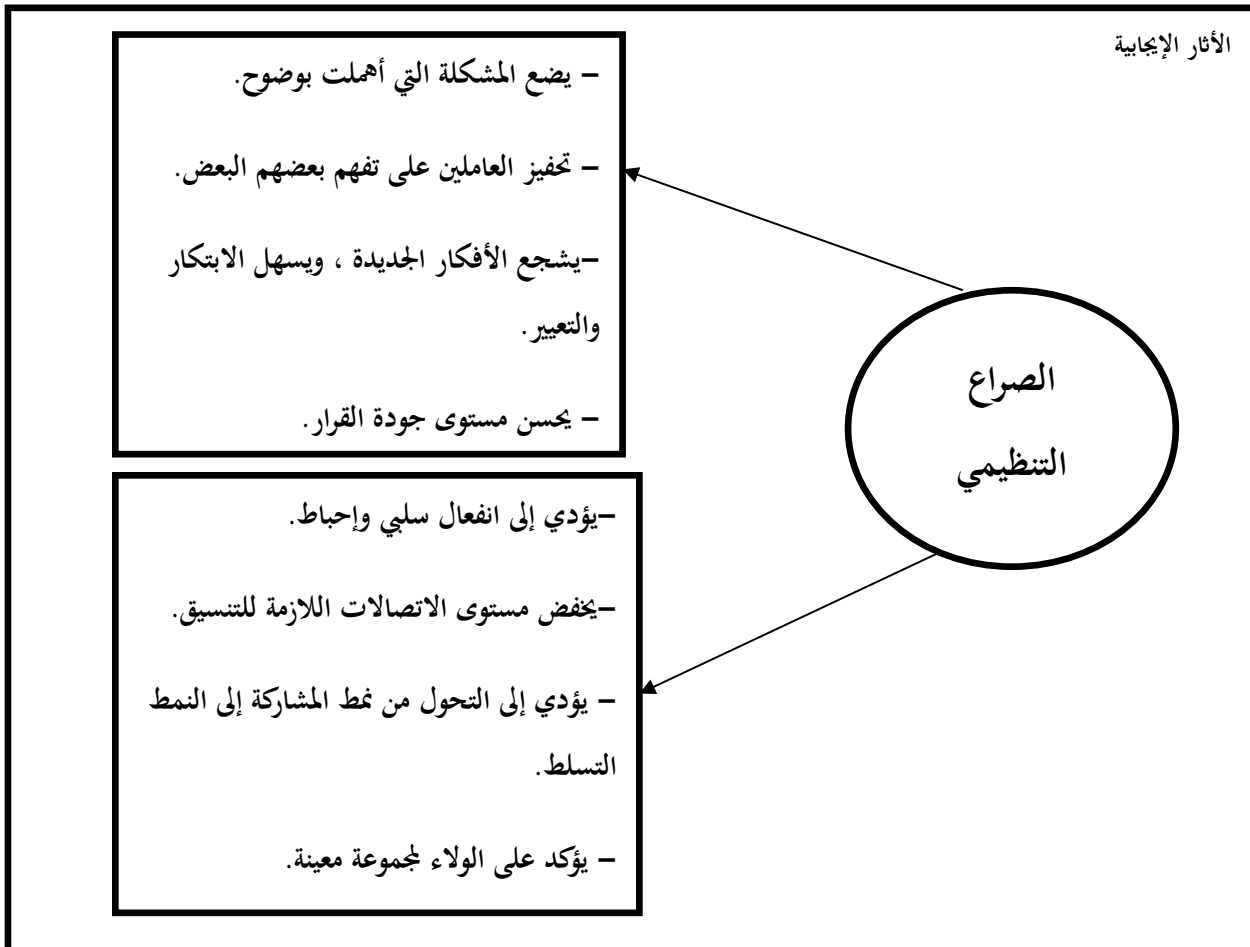 الأثار الإيجابية
– يضع المشكلة التي أهملت بوضوح.
– تحفيز العاملين على تفهم بعضهم البعض.
–يشجع الأفكار الجديدة ، ويسهل الابتكار
والتعيير.
– يحسن مستوى جودة القرار.
الصراع
التنظيمي
–يؤدي إلى انفعال سلبي وإحباط.
–يخفض مستوى الاتصالات اللازمة للتنسيق.
– يؤدي إلى التحول من نمط المشاركة إلى النمط
التسلط.
– يؤكد على الولاء لمجموعة معينة.